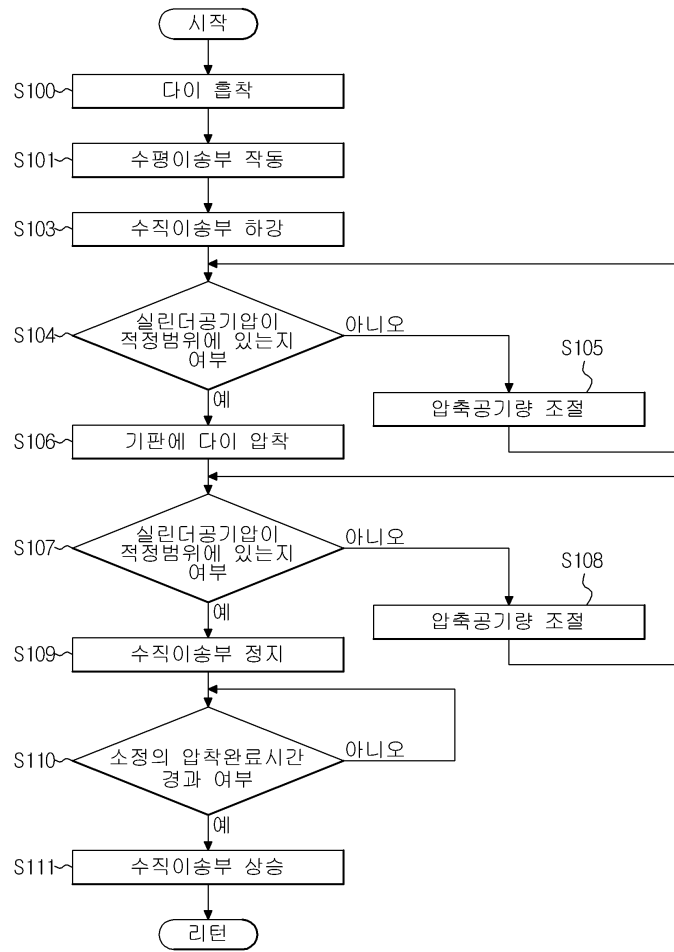 시작
S100
다이 흡착
S101
수평이송부 작동
S103
수직이송부 하강
S104
실린더공기압이
적정범위에 있는지
여부
아니오
예
S105
압축공기량 조절
S106
기판에 다이 압착
S107
실린더공기압이
적정범위에 있는지
여부
아니오
예
S108
압축공기량 조절
S109
수직이송부 정지
S110
소정의 압착완료시간
경과 여부
아니오
예
S111
수직이송부 상승
리턴